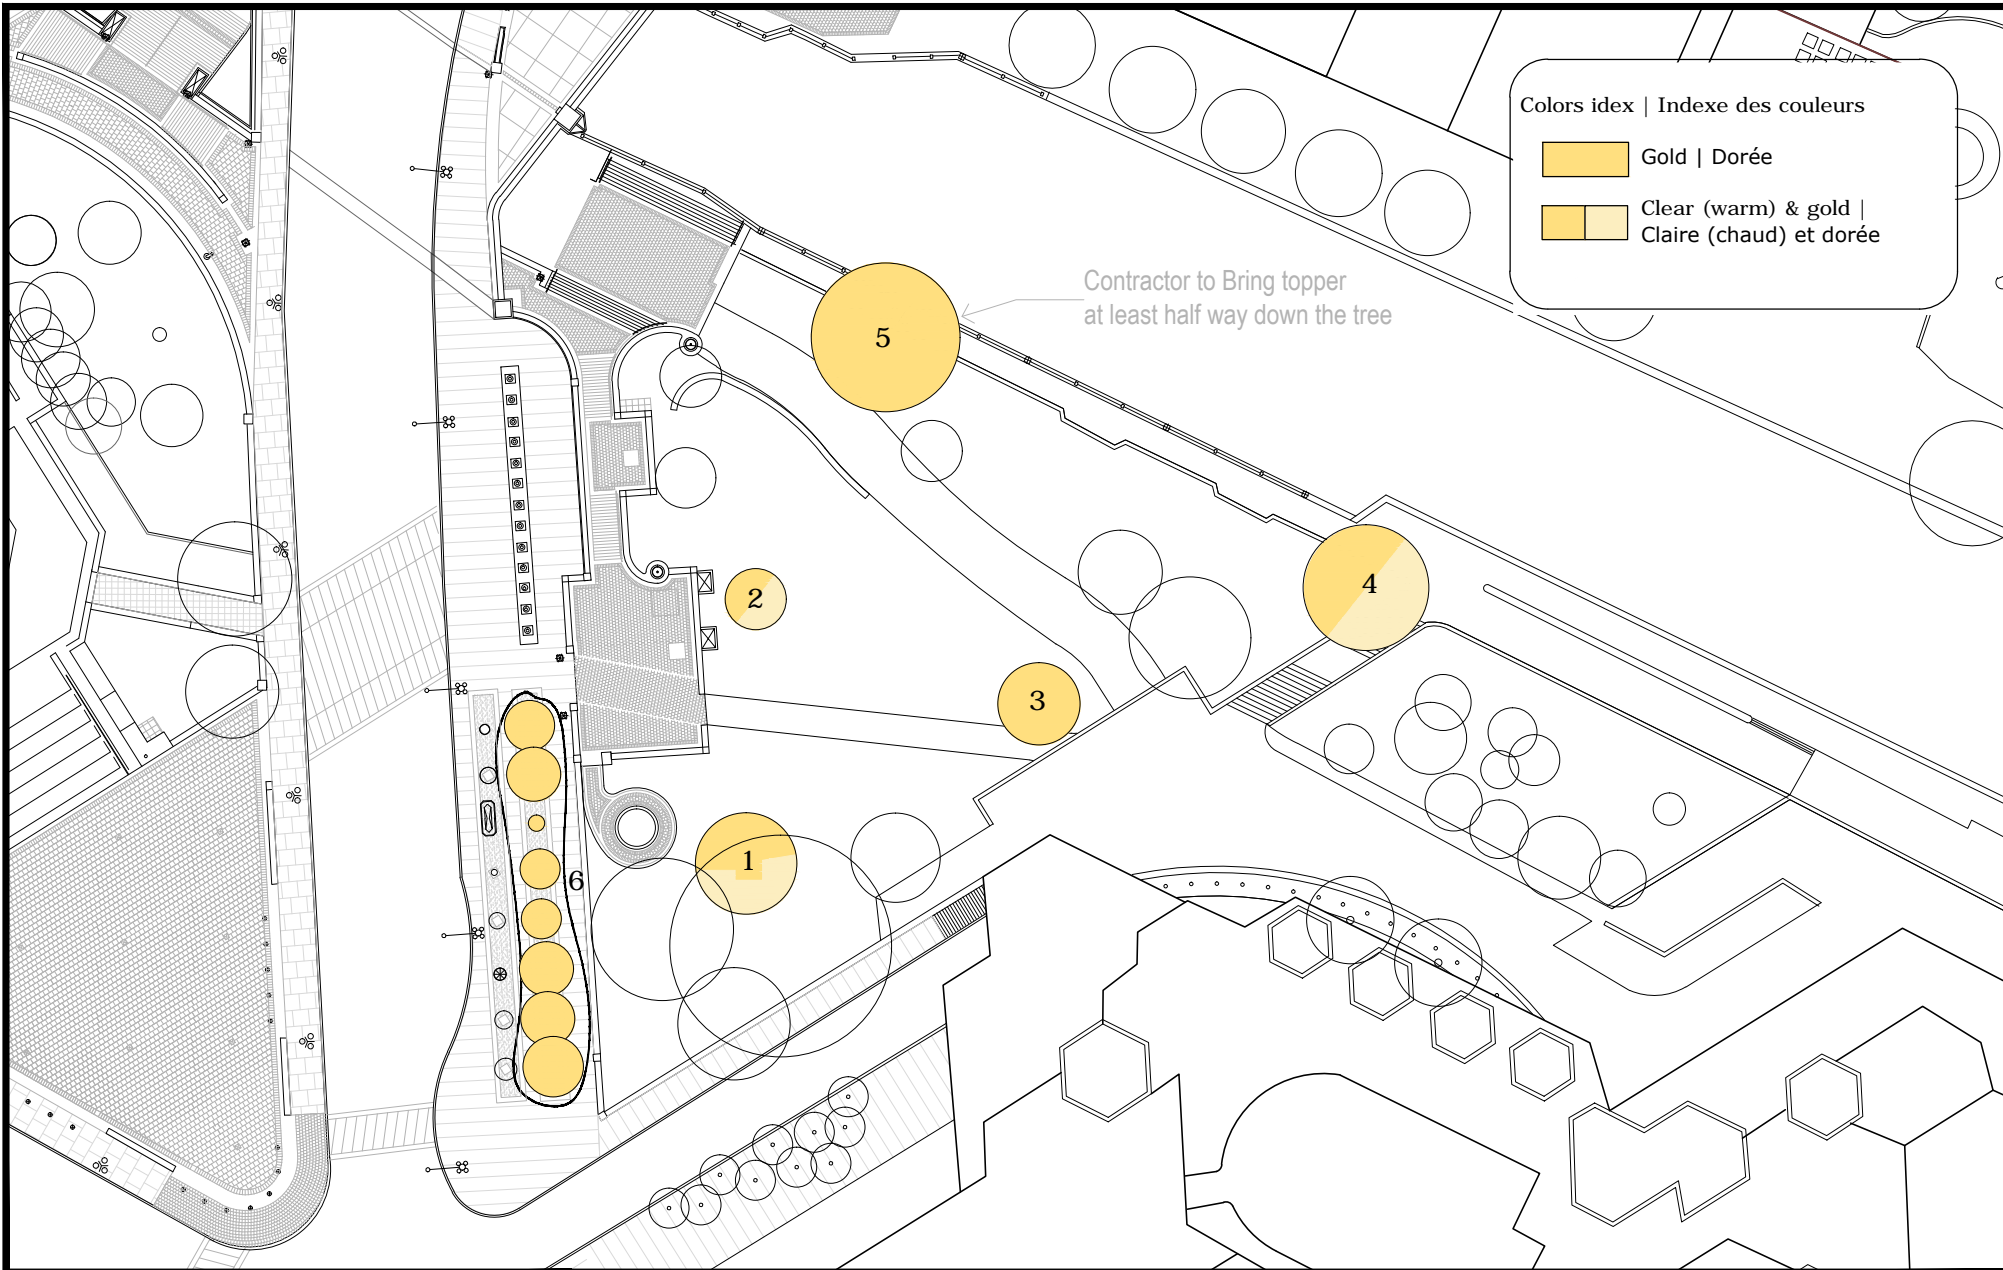 Colors idex | Indexe des couleurs
Gold | Dorée
Clear (warm) & gold |
Claire (chaud) et dorée
Contractor to Bring topper
at least half way down the tree
5
4
2
3
1
6